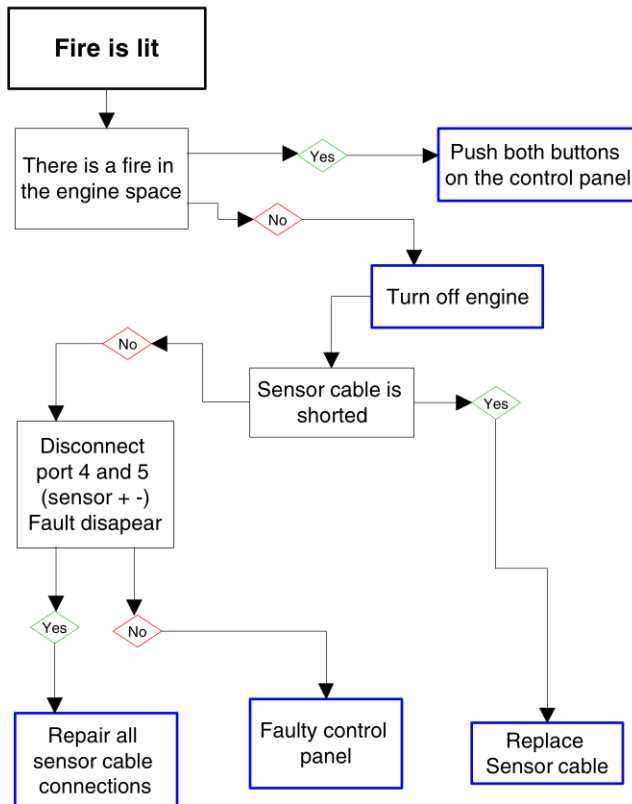 Fire is lit
There is a fire in
the engine space
Yes
Push both buttons
on the control panel
No
Turn off engine
No
Sensor cable is
shorted
Yes
Disconnect
port 4 and 5
(sensor + -)
Fault disapear
Yes
No
Repair all
sensor cable
connections
Faulty control
panel
Replace
Sensor cable